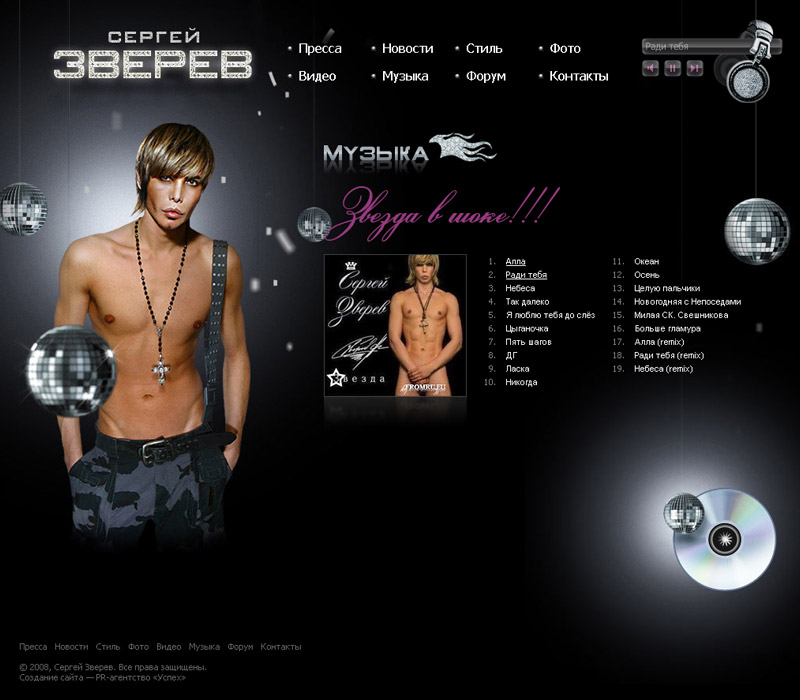 СЕРГЕЙ
ЗВЕРЕВ
Пресса Новости Стиль Фото
Видео Музыка Форум Контакты
Ради тебя
Музыка
Звезда в шоке!!!
Сергей
Зверев
звезда
FROMRU.EU
1. Алла
2. Ради тебя
3. Небеса
4. Так далеко
5. Я люблю тебя до слёз
6. Цыганочка
7. Пять шагов
8. ДГ
9. Ласка
10. Никогда
11. Океан
12. Осень
13. Целую пальчики
14. Новогодняя с Непоседами
15. Милая СК. Свешникова
16. Больше гламура
17. Алла (remix)
18. Ради тебя (remix)
19. Небеса (remix)
Пресса Новости Стиль Фото Видео Музыка Форум Контакты
© 2008, Сергей Зверев. Все права защищены.
Создание сайта — PR-агентство «Успех»